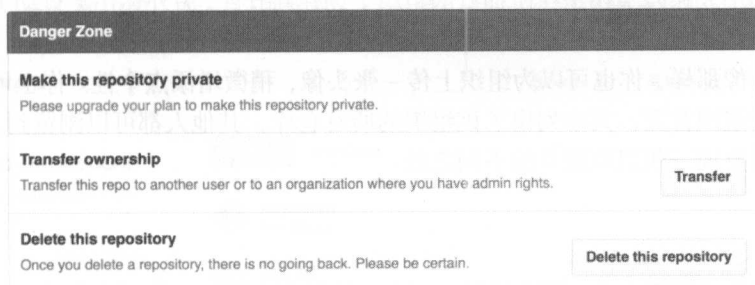 Danger Zone
Make this repository private
Please upgrade your plan to make this repository private.
Transfer ownership
Transfer this repo to another user or to an organization where you have admin rights.
Transfer
Delete this repository
Once you delete a repository, there is no going back. Please be certain.
Delete this repository